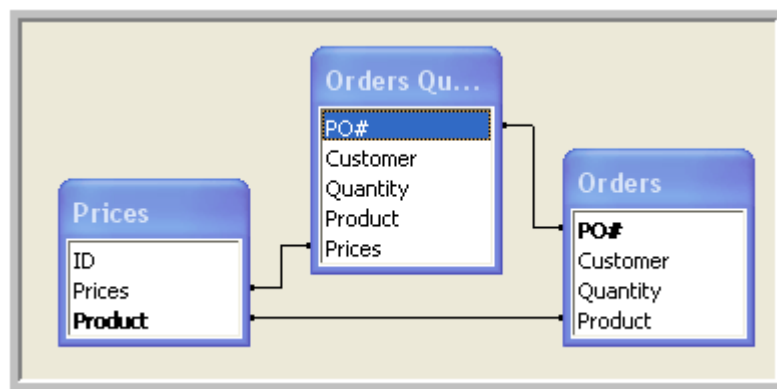 Orders Qu...
PO#
Customer
Quantity
Product
Prices
Prices
ID
Prices
Product
Orders
PO#
Customer
Quantity
Product